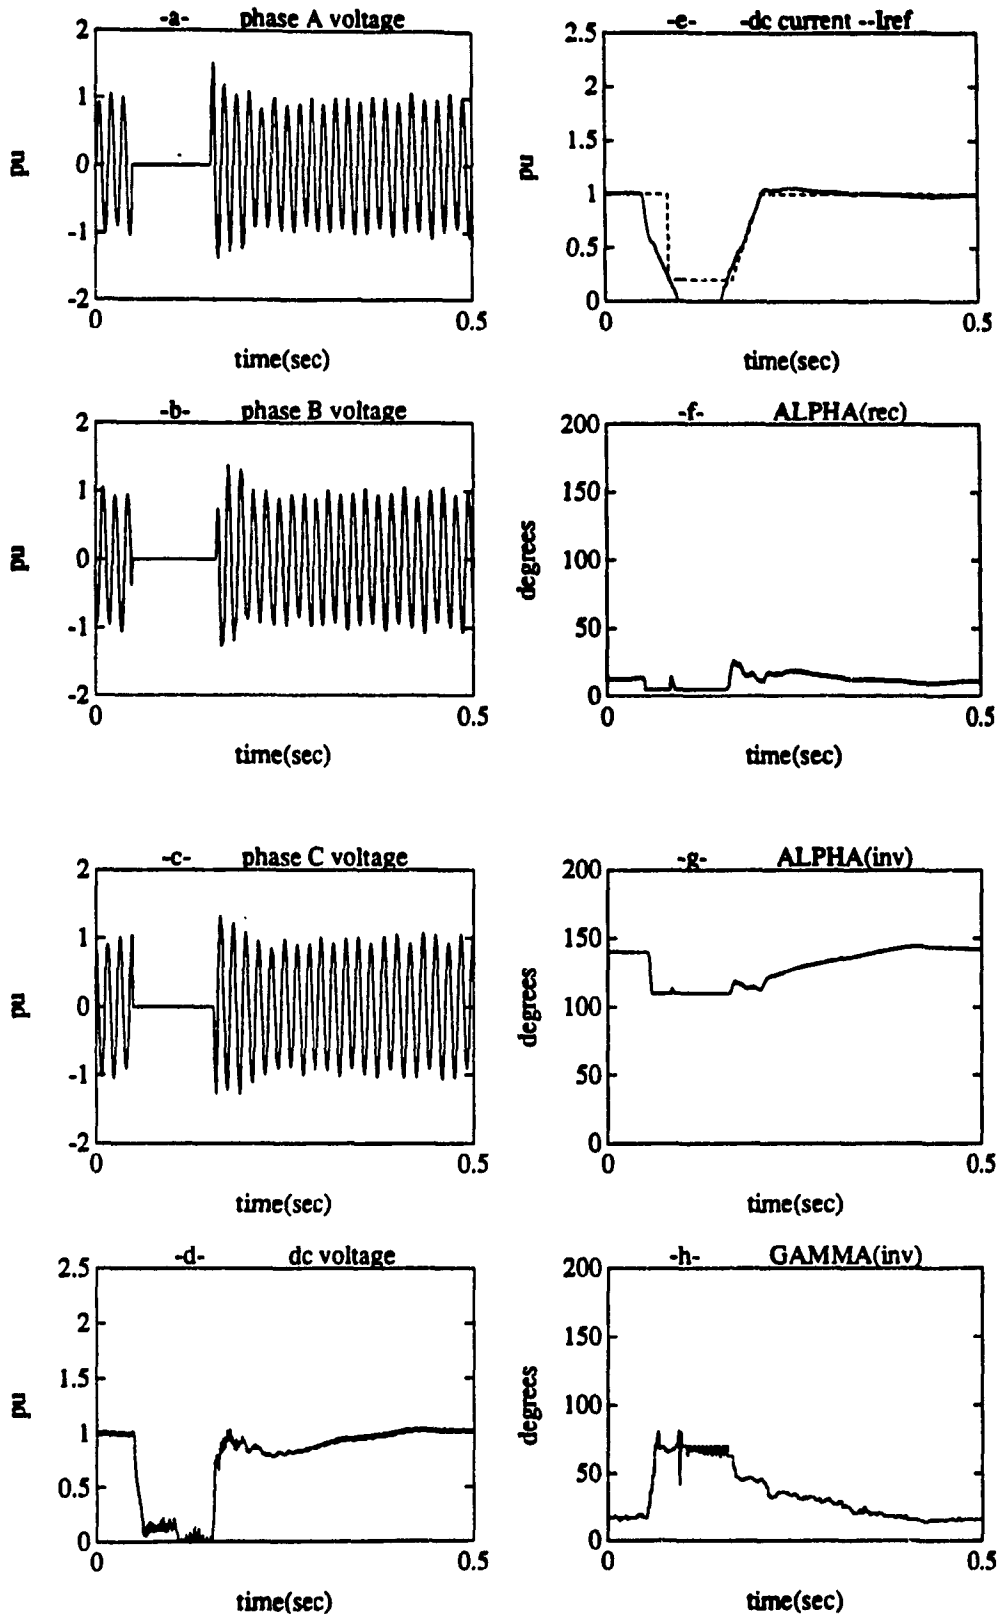 -a- phase A voltage
2
1
0
-1
-2
pu
0 0.5
time(sec)
-e- -dc current --Iref
2.5
2
1.5
1
0.5
0
pu
0 0.5
time(sec)
-b- phase B voltage
2
1
0
-1
-2
pu
0 0.5
time(sec)
-f- ALPHA(rec)
200
150
100
50
0
degrees
0 0.5
time(sec)
-c- phase C voltage
2
1
0
-1
-2
pu
0 0.5
time(sec)
-g- ALPHA(inv)
200
150
100
50
0
degrees
0 0.5
time(sec)
-d- dc voltage
2.5
2
1.5
1
0.5
0
pu
0 0.5
time(sec)
-h- GAMMA(inv)
200
150
100
50
0
degrees
0 0.5
time(sec)